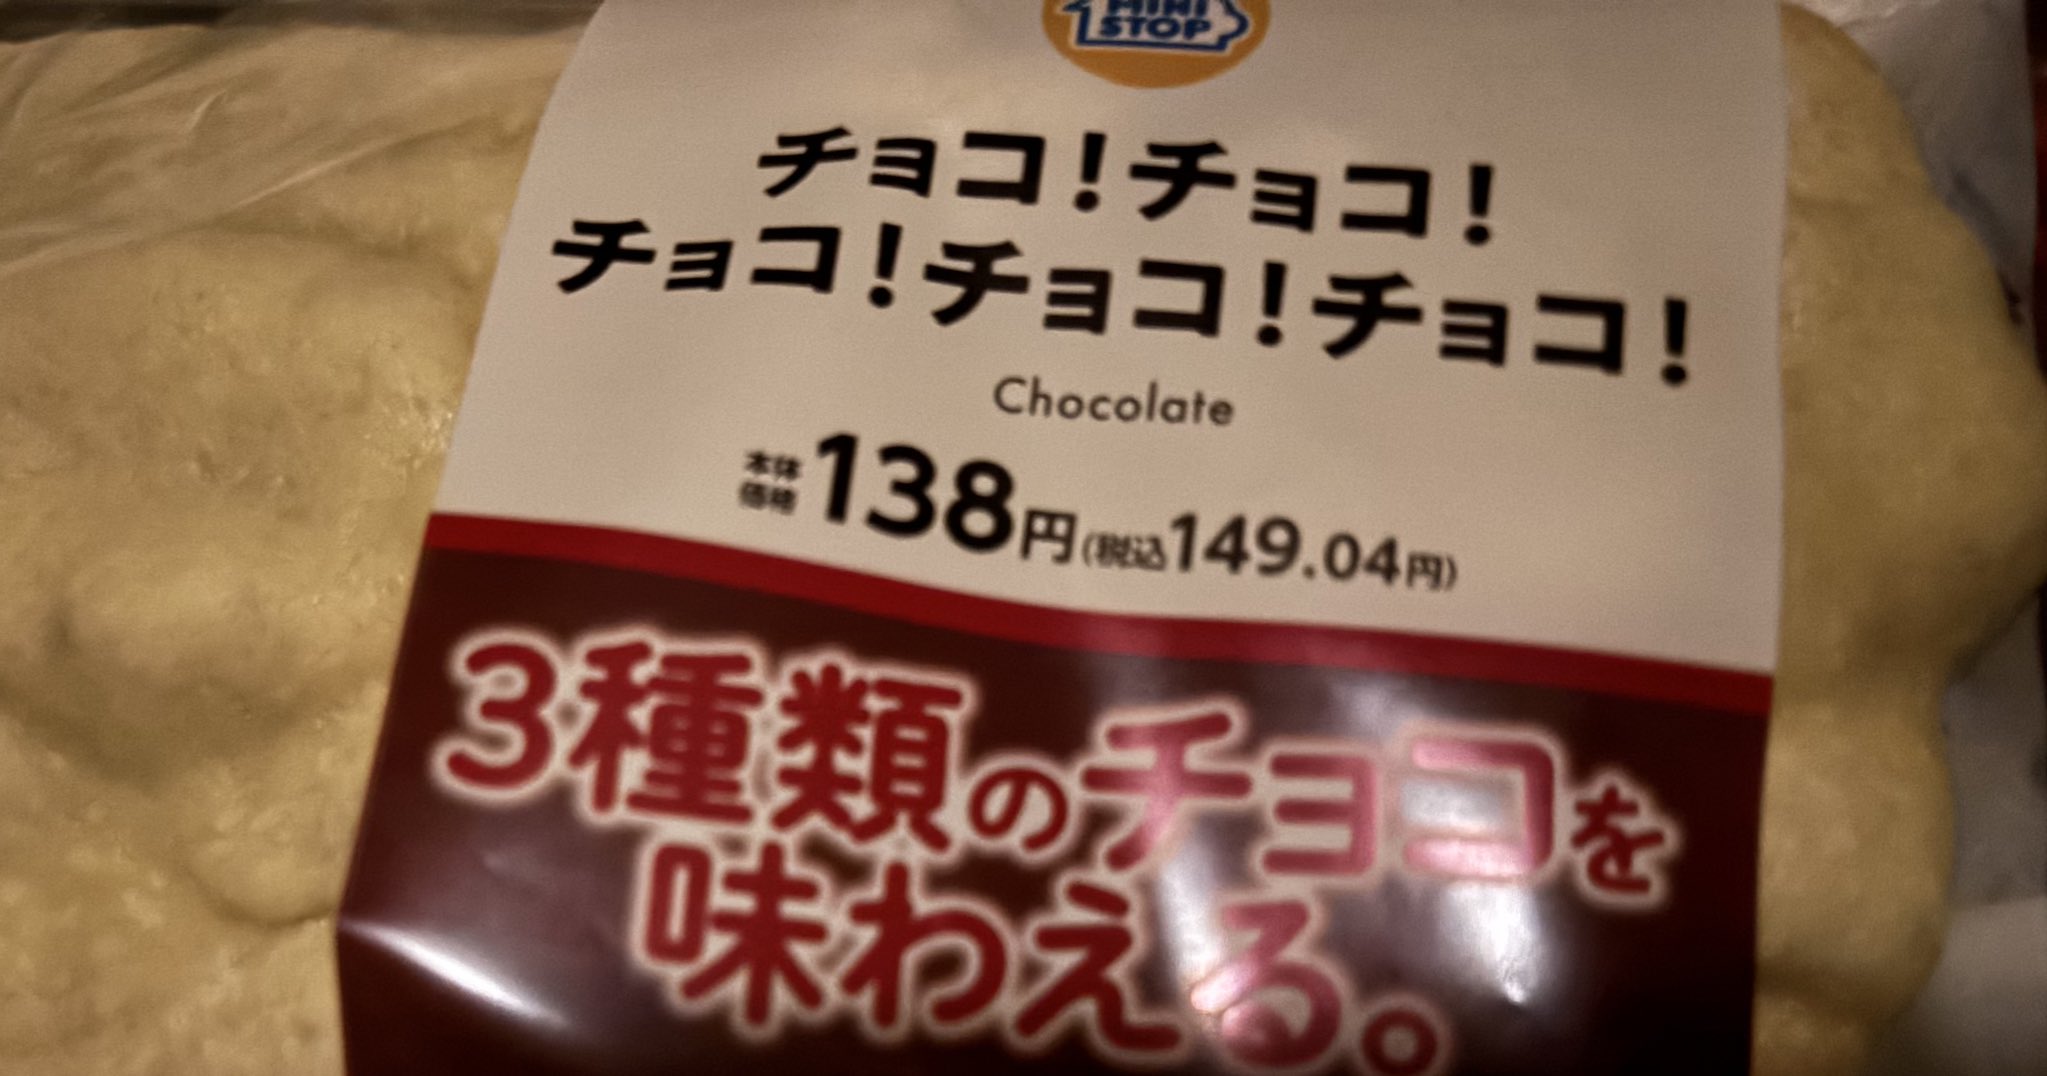 MINI
STOP
チョコ！チョコ！
チョコ！チョコ！チョコ！
Chocolate
本体
価格
138円(税込149.04円)
3種類のチョコを
味わえる。